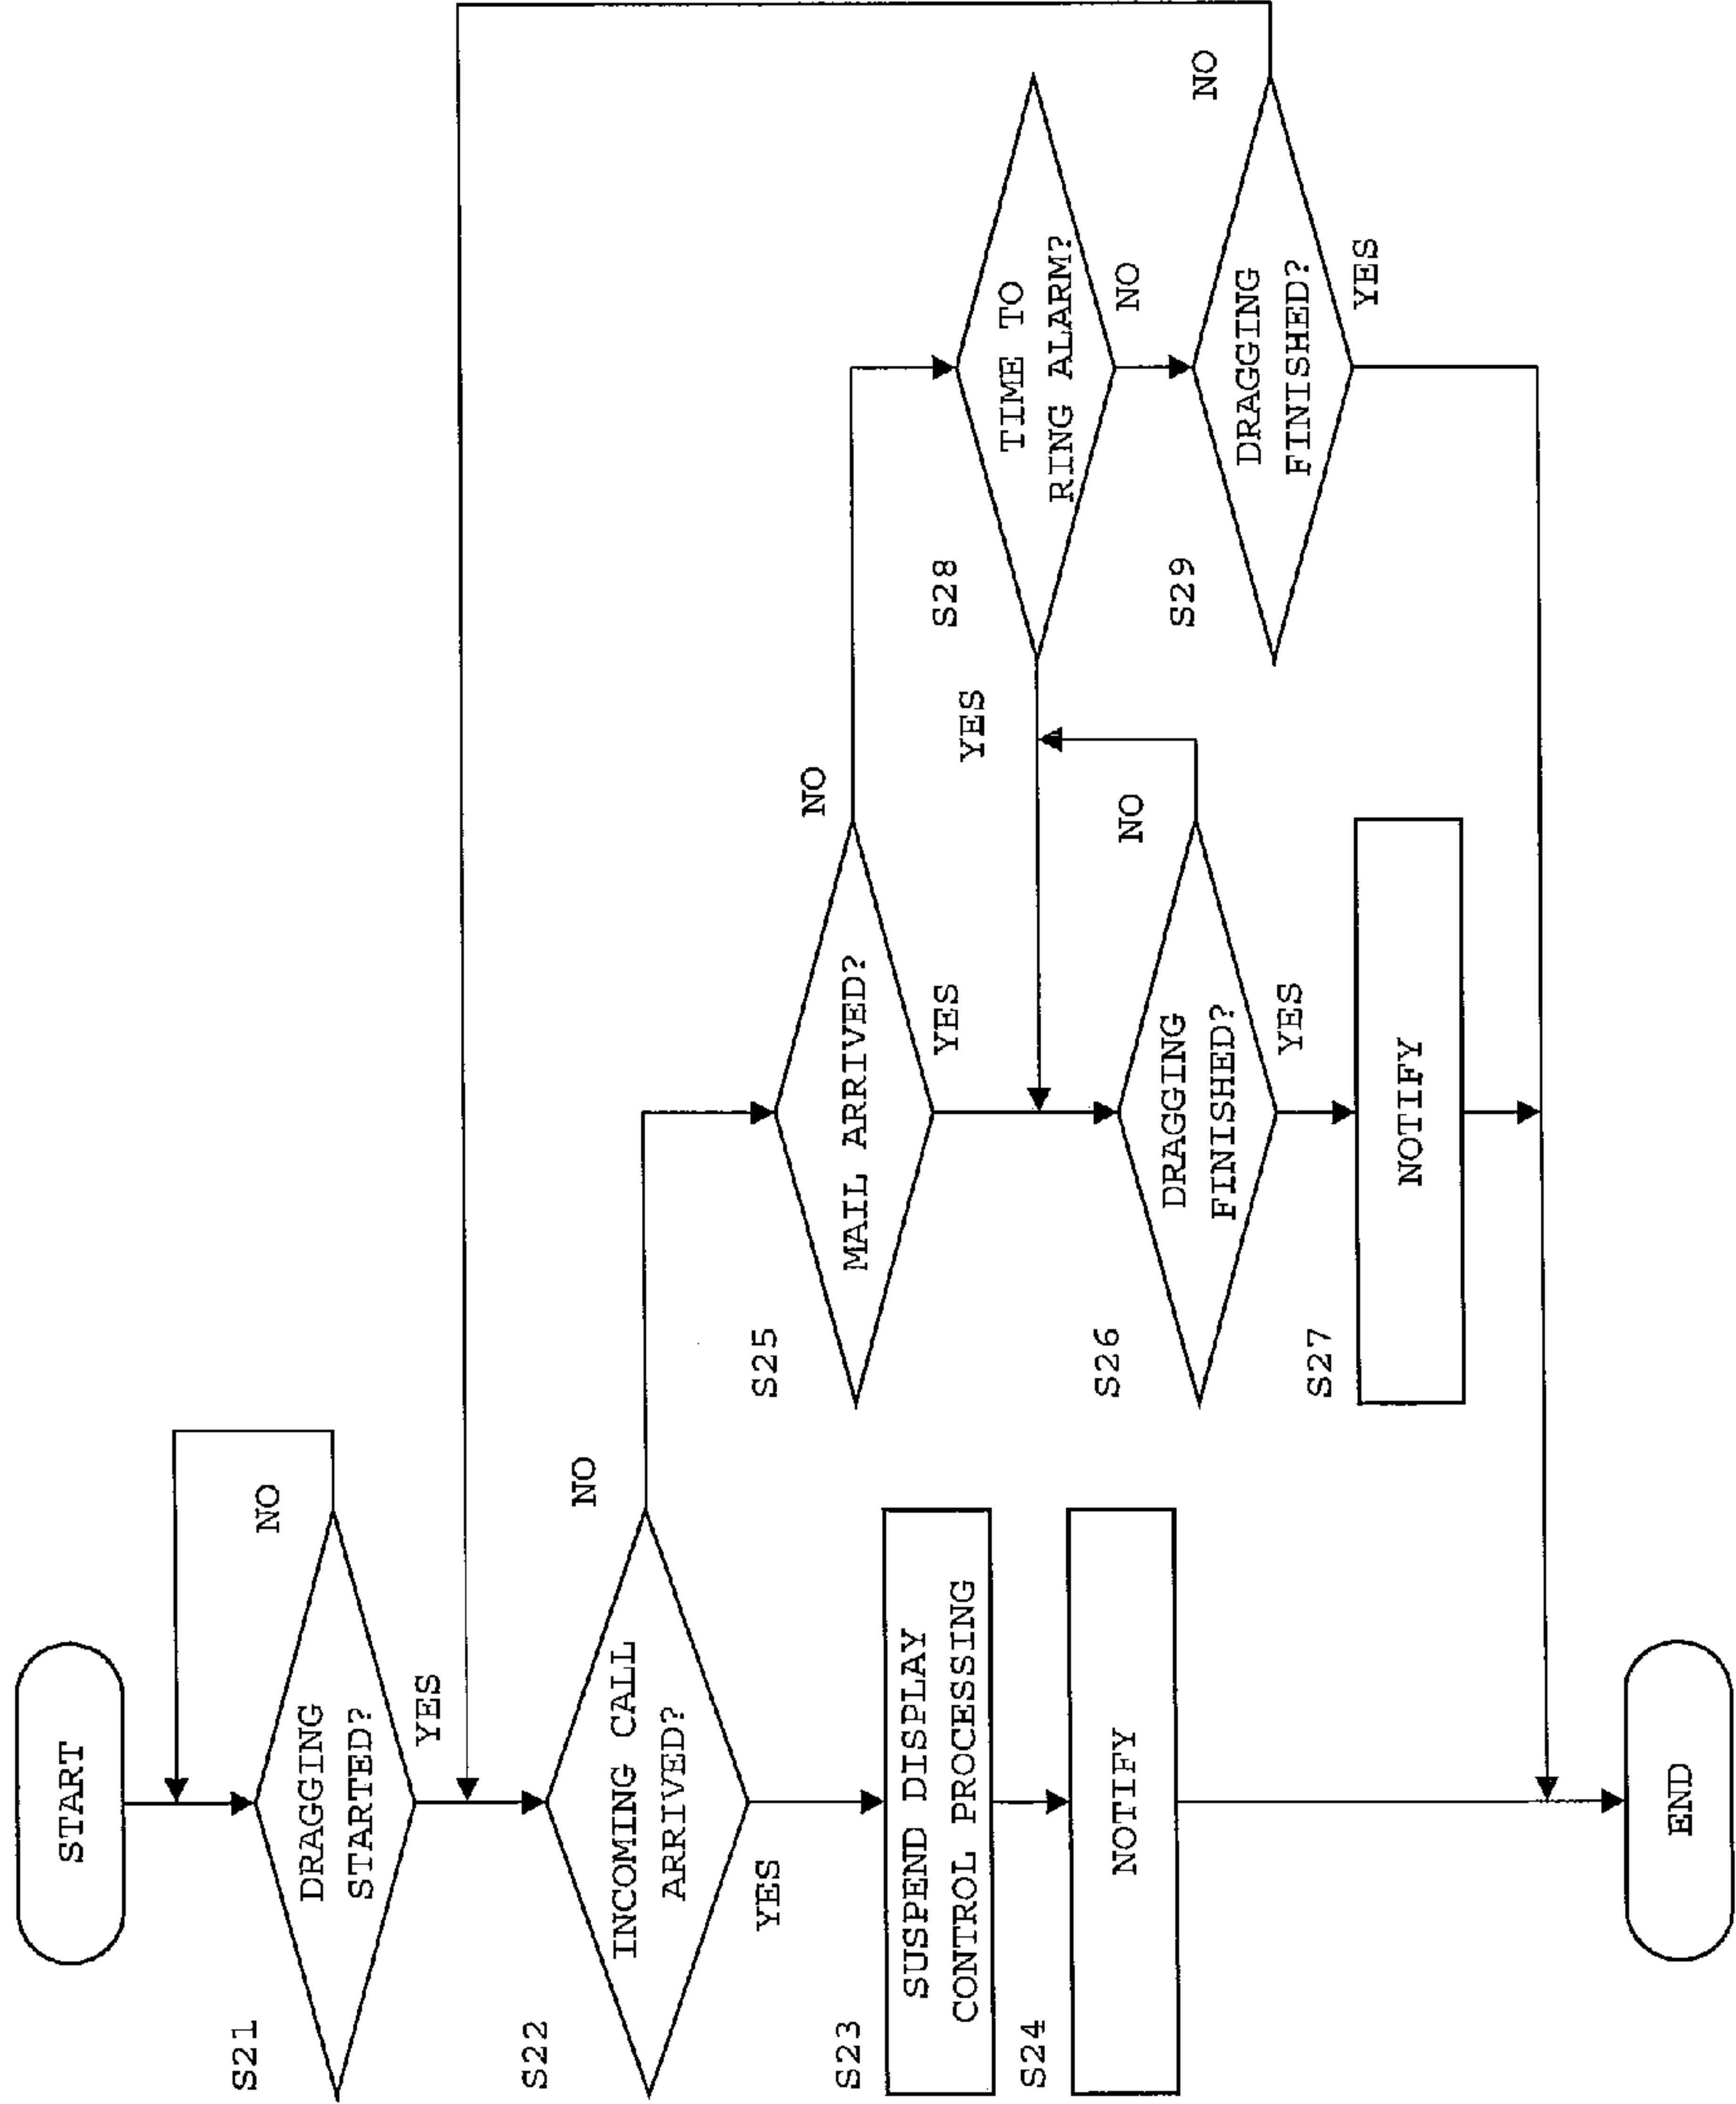 START
S21
DRAGGING
STARTED?
NO
YES
S22
INCOMING CALL
ARRIVED?
NO
YES
S23
SUSPEND DISPLAY
CONTROL PROCESSING
S24
NOTIFY
S25
MAIL ARRIVED?
NO
YES
S26
DRAGGING
FINISHED?
NO
YES
S27
NOTIFY
S28
TIME TO
RING ALARM?
YES
NO
S29
DRAGGING
FINISHED?
NO
YES
END